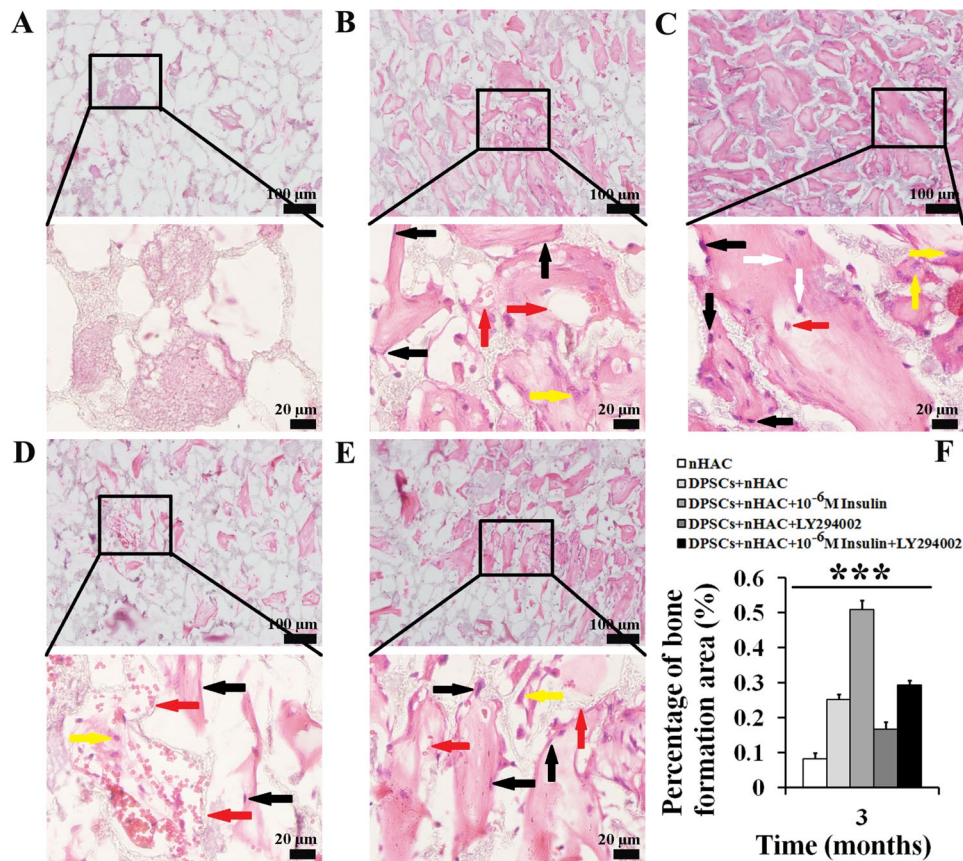 A
100 μm
20 μm
B
100 μm
20 μm
C
100 μm
20 μm
D
100 μm
20 μm
E
100 μm
20 μm
F
nHAC
DPSCs+nHAC
DPSCs+nHAC+10⁻⁶M Insulin
DPSCs+nHAC+LY294002
DPSCs+nHAC+10⁻⁶M Insulin+LY294002
Percentage of bone
formation area (%)
***
0.6
0.5
0.4
0.3
0.2
0.1
0
3
Time (months)